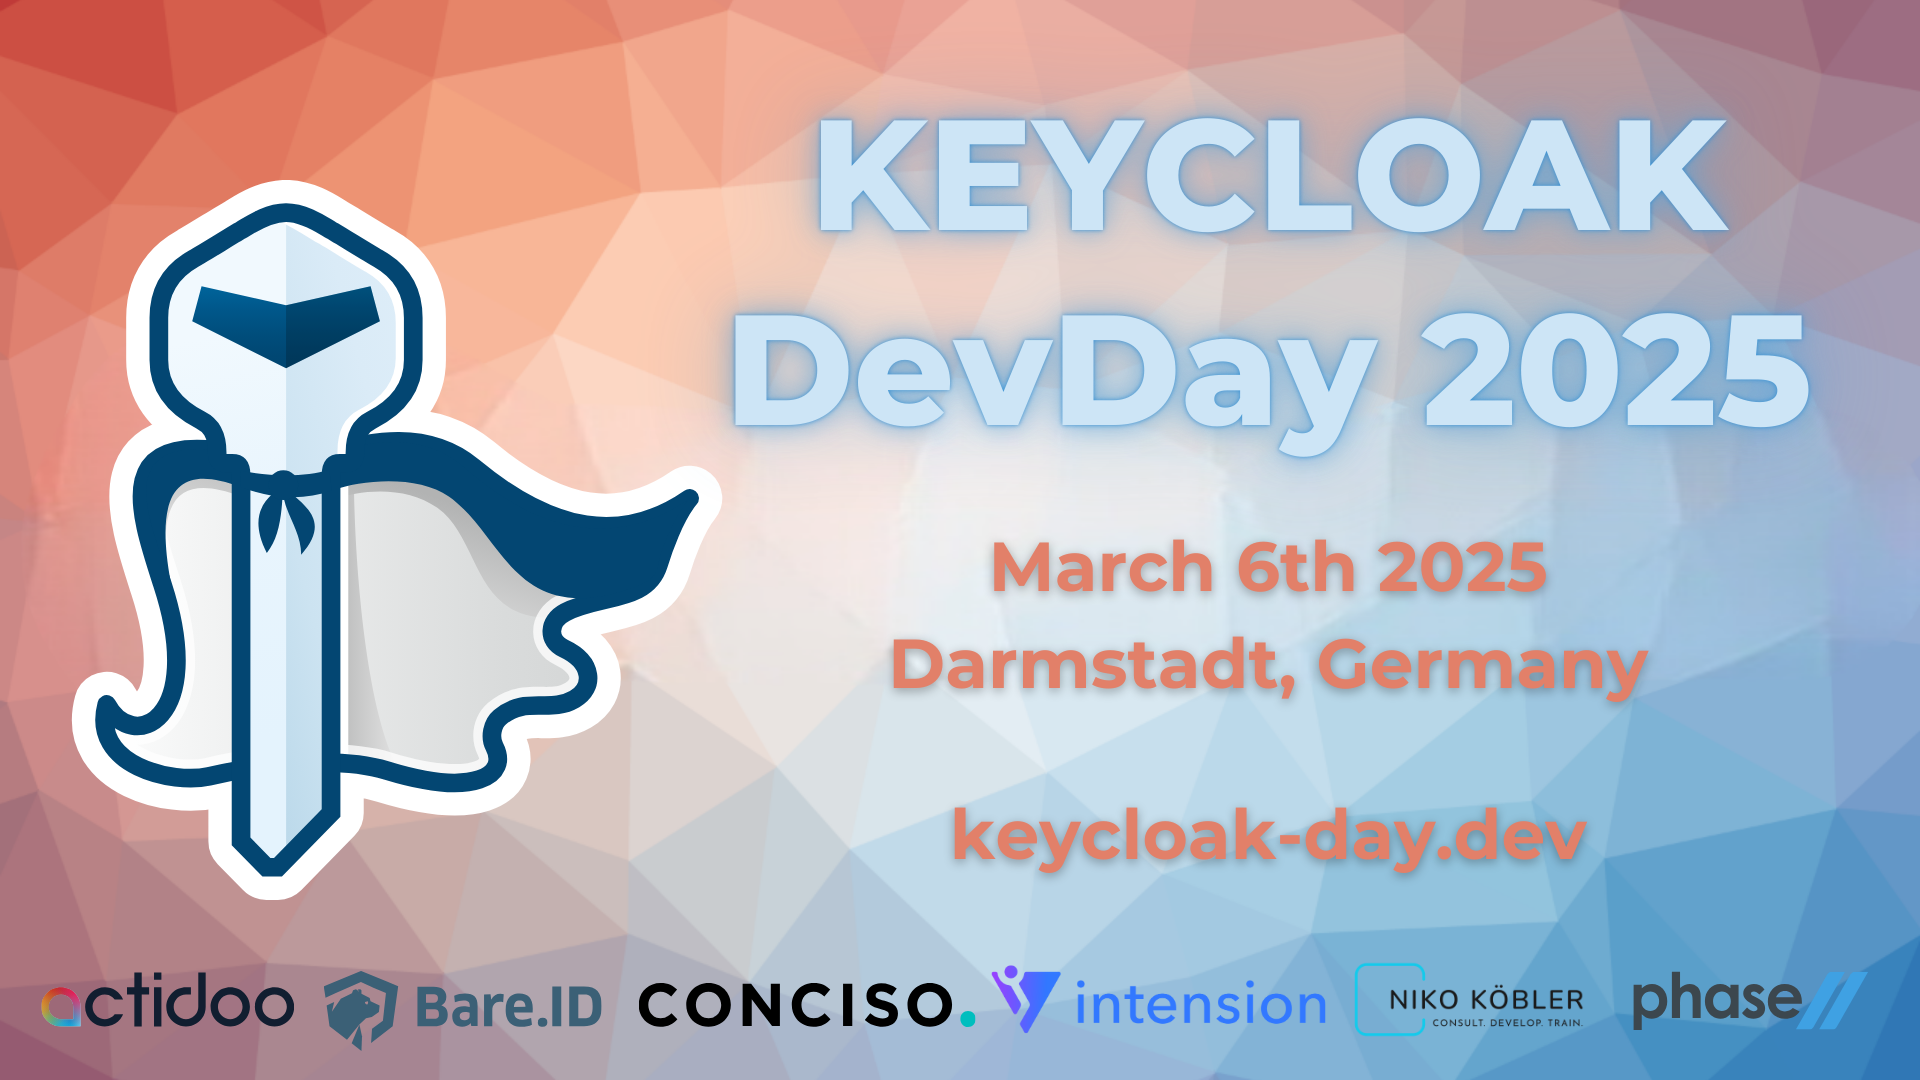 KEYCLOAK
DevDay 2025
March 6th 2025
Darmstadt, Germany
keycloak-day.dev
actidoo
Bare.ID
CONCISO.
intension
NIKO KÖBLER
CONSULT. DEVELOP. TRAIN.
phase//